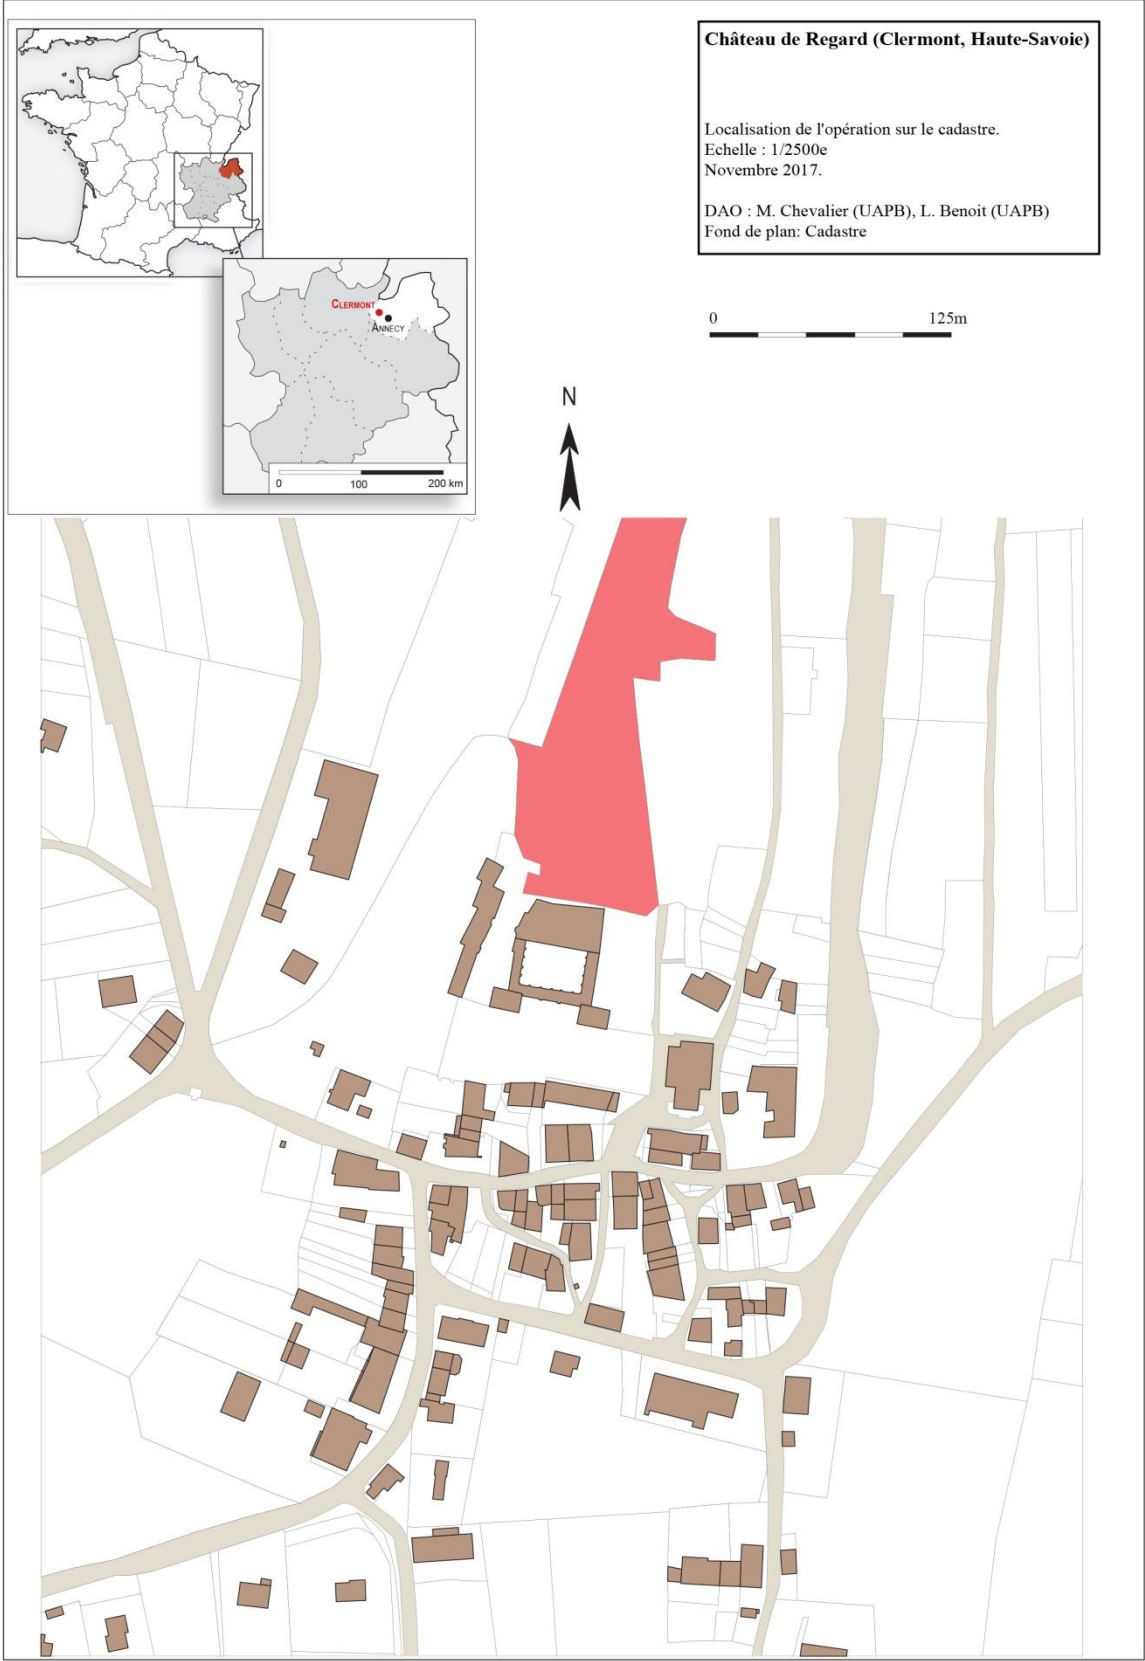 Château de Regard (Clermont, Haute-Savoie)
Localisation de l'opération sur le cadastre.
Echelle : 1/2500e
Novembre 2017.
DAO : M. Chevalier (UAPB), L. Benoit (UAPB)
Fond de plan: Cadastre
0 125m
CLERMONT
ANNECY
0 100 200 km
N